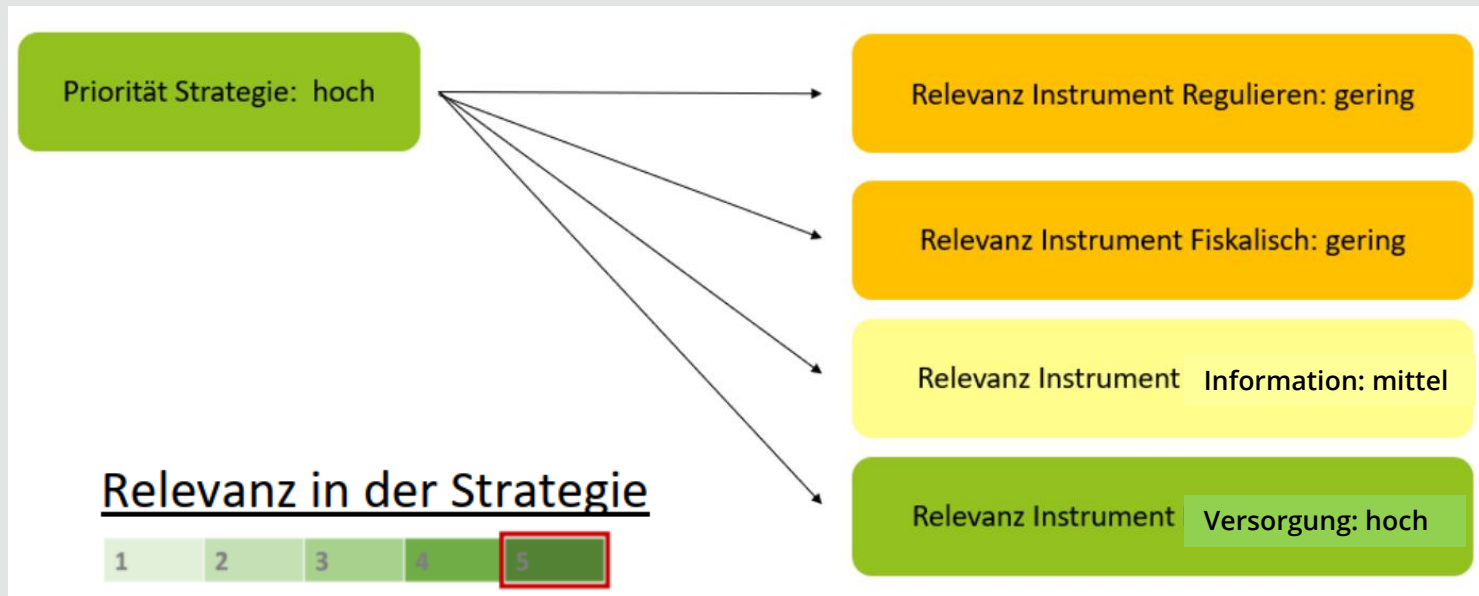 Priorität Strategie: hoch
Relevanz Instrument Regulieren: gering
Relevanz Instrument Fiskalisch: gering
Relevanz Instrument Information: mittel
Relevanz Instrument Versorgung: hoch
Relevanz in der Strategie
1 2 3 4 5